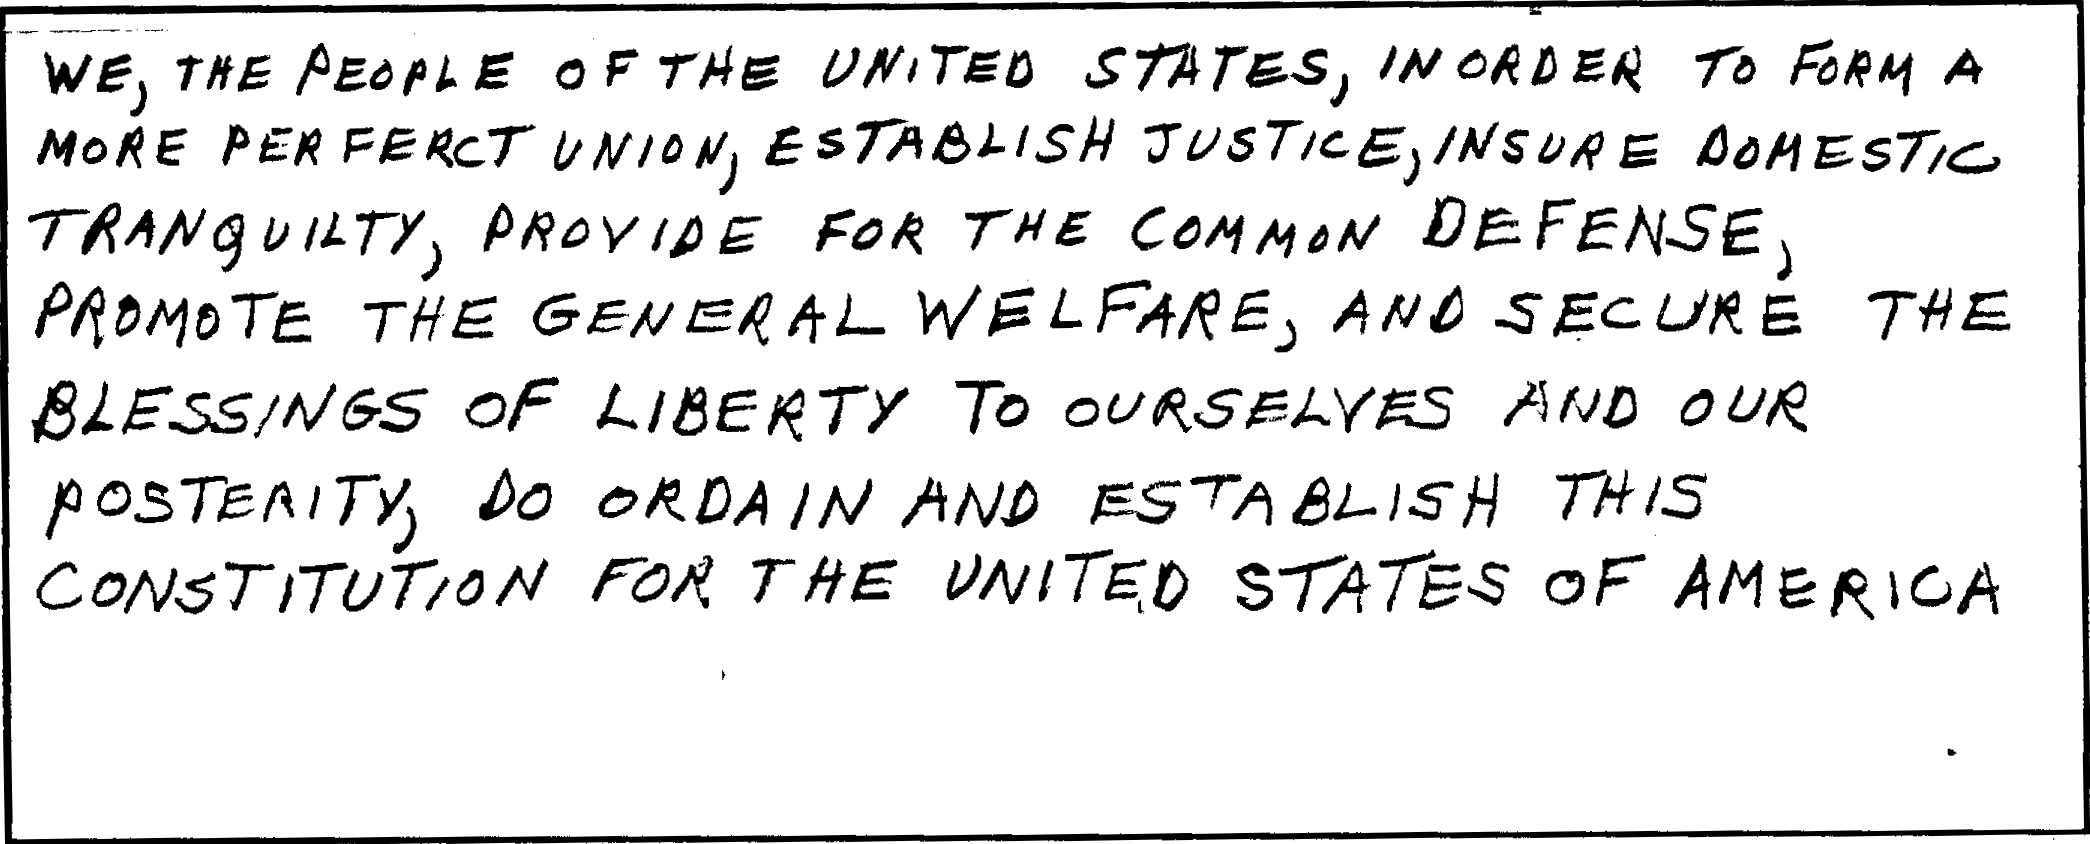 WE, THE PEOPLE OF THE UNITED STATES, IN ORDER TO FORM A
MORE PERFERCT UNION, ESTABLISH JUSTICE, INSURE DOMESTIC
TRANQUILTY, PROVIDE FOR THE COMMON DEFENSE,
PROMOTE THE GENERAL WELFARE, AND SECURE THE
BLESSINGS OF LIBERTY TO OURSELVES AND OUR
POSTERITY, DO ORDAIN AND ESTABLISH THIS
CONSTITUTION FOR THE UNITED STATES OF AMERICA